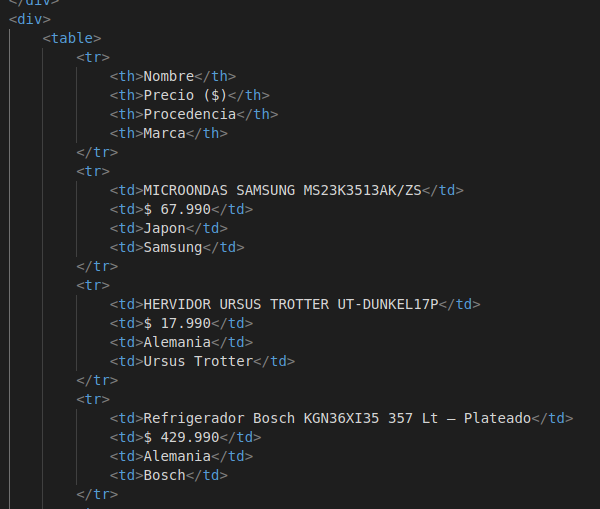 </div>
<div>
<table>
<tr>
<th>Nombre</th>
<th>Precio ($)</th>
<th>Procedencia</th>
<th>Marca</th>
</tr>
<tr>
<td>MICROONDAS SAMSUNG MS23K3513AK/ZS</td>
<td>$ 67.990</td>
<td>Japon</td>
<td>Samsung</td>
</tr>
<tr>
<td>HERVIDOR URSUS TROTTER UT-DUNKEL17P</td>
<td>$ 17.990</td>
<td>Alemania</td>
<td>Ursus Trotter</td>
</tr>
<tr>
<td>Refrigerador Bosch KGN36XI35 357 Lt – Plateado</td>
<td>$ 429.990</td>
<td>Alemania</td>
<td>Bosch</td>
</tr>